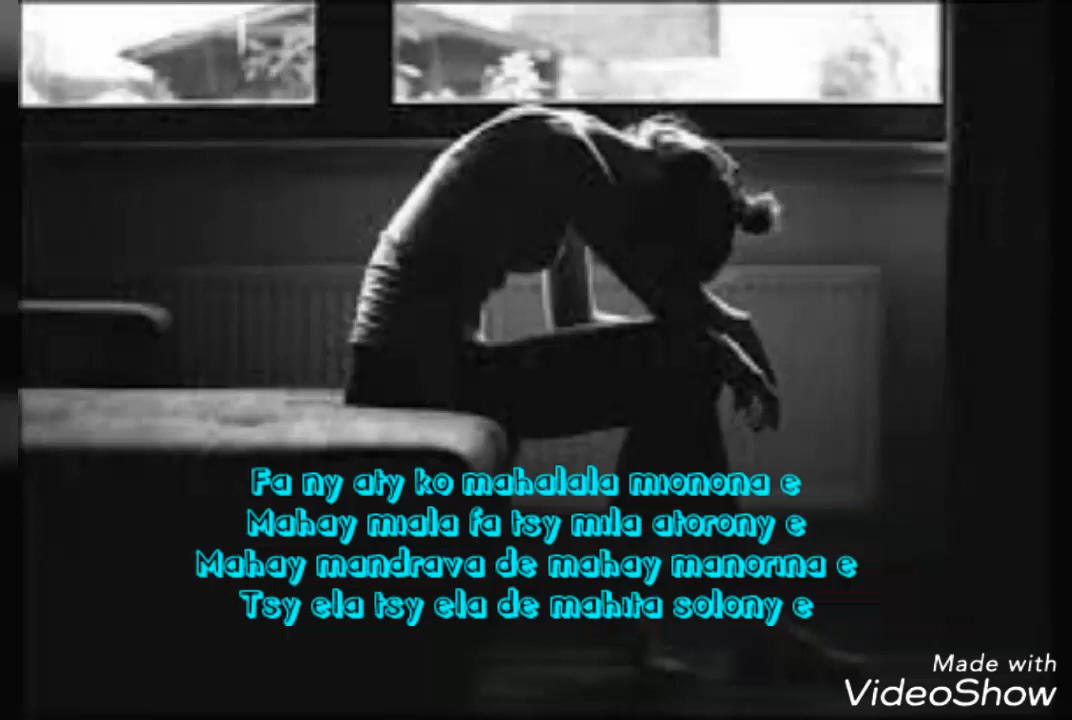 Fa ny aty ko mahalala mionona e
Mahay miala fa tsy mila atorony e
Mahay mandrava de mahay manorina e
Tsy ela tsy ela de mahita solony e
Made with
VideoShow